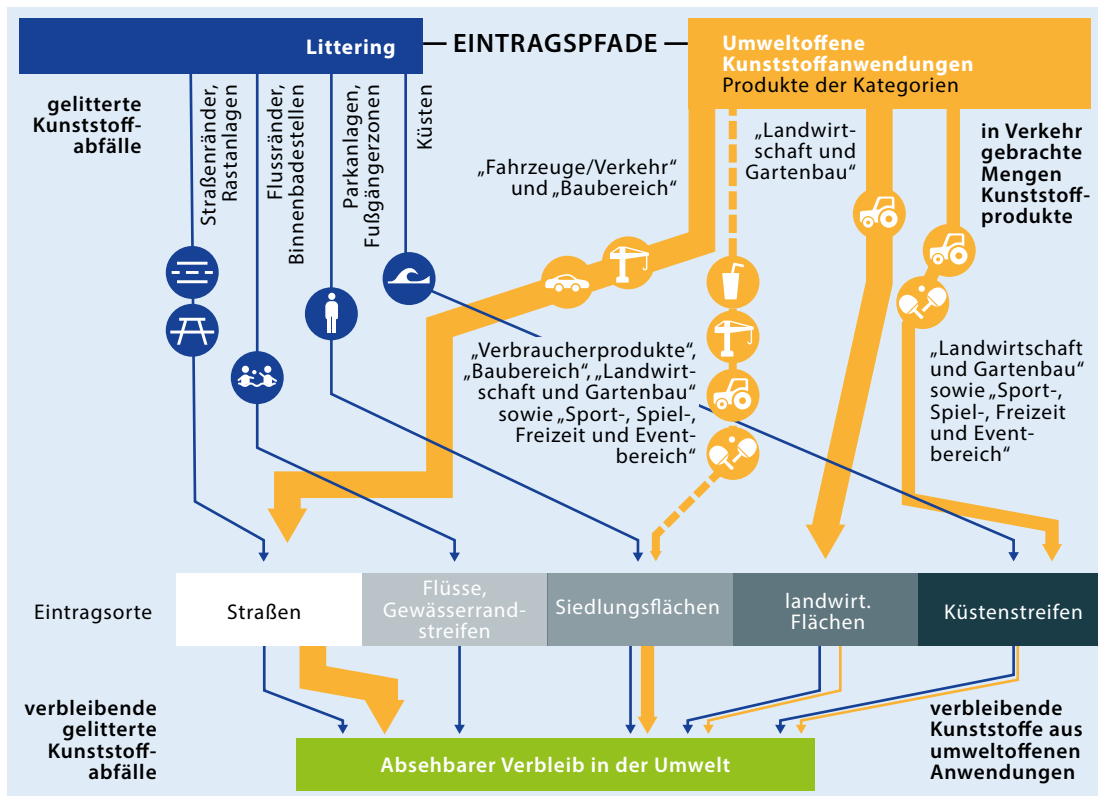 Littering
EINTRAGSPFADE
Umweltoffene
Kunststoffanwendungen
Produkte der Kategorien
gelitterte
Kunststoff-
abfälle
Straßenränder,
Rastanlagen
Flussränder,
Binnenbadestellen
Parkanlagen,
Fußgängerzonen
Küsten
„Fahrzeuge/Verkehr“
und „Baubereich“
„Landwirt-
schaft und
Gartenbau“
in Verkehr
gebrachte
Mengen
Kunststoff-
produkte
„Verbraucherprodukte“,
„Baubereich“, „Landwirt-
schaft und Gartenbau“
sowie „Sport-, Spiel-,
Freizeit und Event-
bereich“
„Landwirtschaft
und Gartenbau“
sowie „Sport-,
Spiel-, Freizeit
und Event-
bereich“
Eintragsorte
Straßen
Flüsse,
Gewässerrand-
streifen
Siedlungsflächen
landwirt.
Flächen
Küstenstreifen
verbleibende
gelitterte
Kunststoff-
abfälle
Absehbarer Verbleib in der Umwelt
verbleibende
Kunststoffe aus
umweltoffenen
Anwendungen